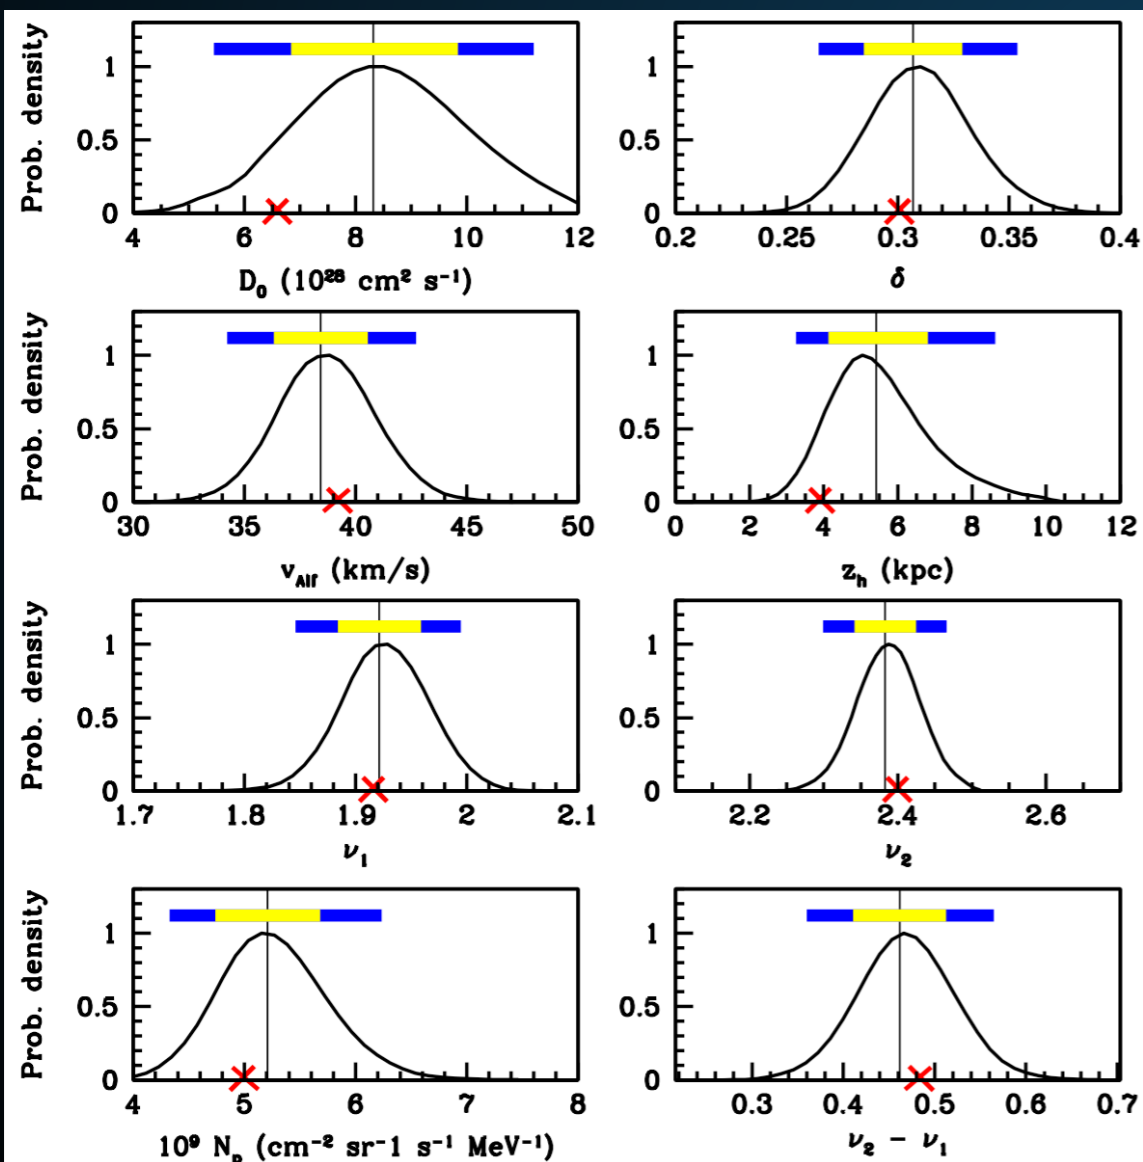 Prob. density
1
0.5
0
4 6 8 10 12
D₀ (10²⁸ cm² s⁻¹)
1
0.5
0
0.2 0.25 0.3 0.35 0.4
δ
Prob. density
1
0.5
0
30 35 40 45 50
v_Alf (km/s)
1
0.5
0
0 2 4 6 8 10 12
z_h (kpc)
Prob. density
1
0.5
0
1.7 1.8 1.9 2 2.1
ν₁
1
0.5
0
2.2 2.4 2.6
ν₂
Prob. density
1
0.5
0
4 5 6 7 8
10⁹ N_p (cm⁻² sr-1 s⁻¹ MeV⁻¹)
1
0.5
0
0.3 0.4 0.5 0.6 0.7
ν₂ − ν₁